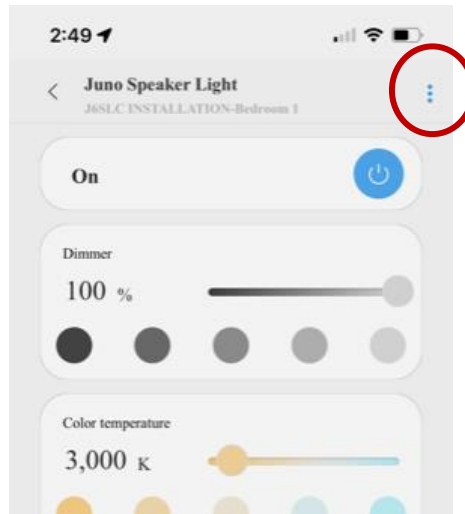 2:49
Juno Speaker Light
J6SLC INSTALLATION-Bedroom 1
On
Dimmer
100 %
Color temperature
3,000 K